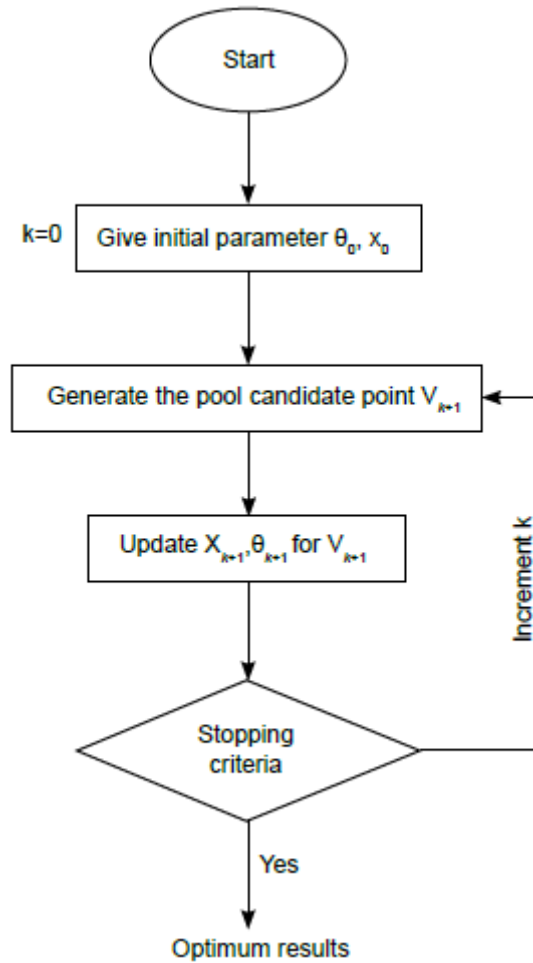 Start
k=0
Give initial parameter θ₀, x₀
Generate the pool candidate point Vₖ₊₁
Update Xₖ₊₁,θₖ₊₁ for Vₖ₊₁
Increment k
Stopping
criteria
Yes
Optimum results